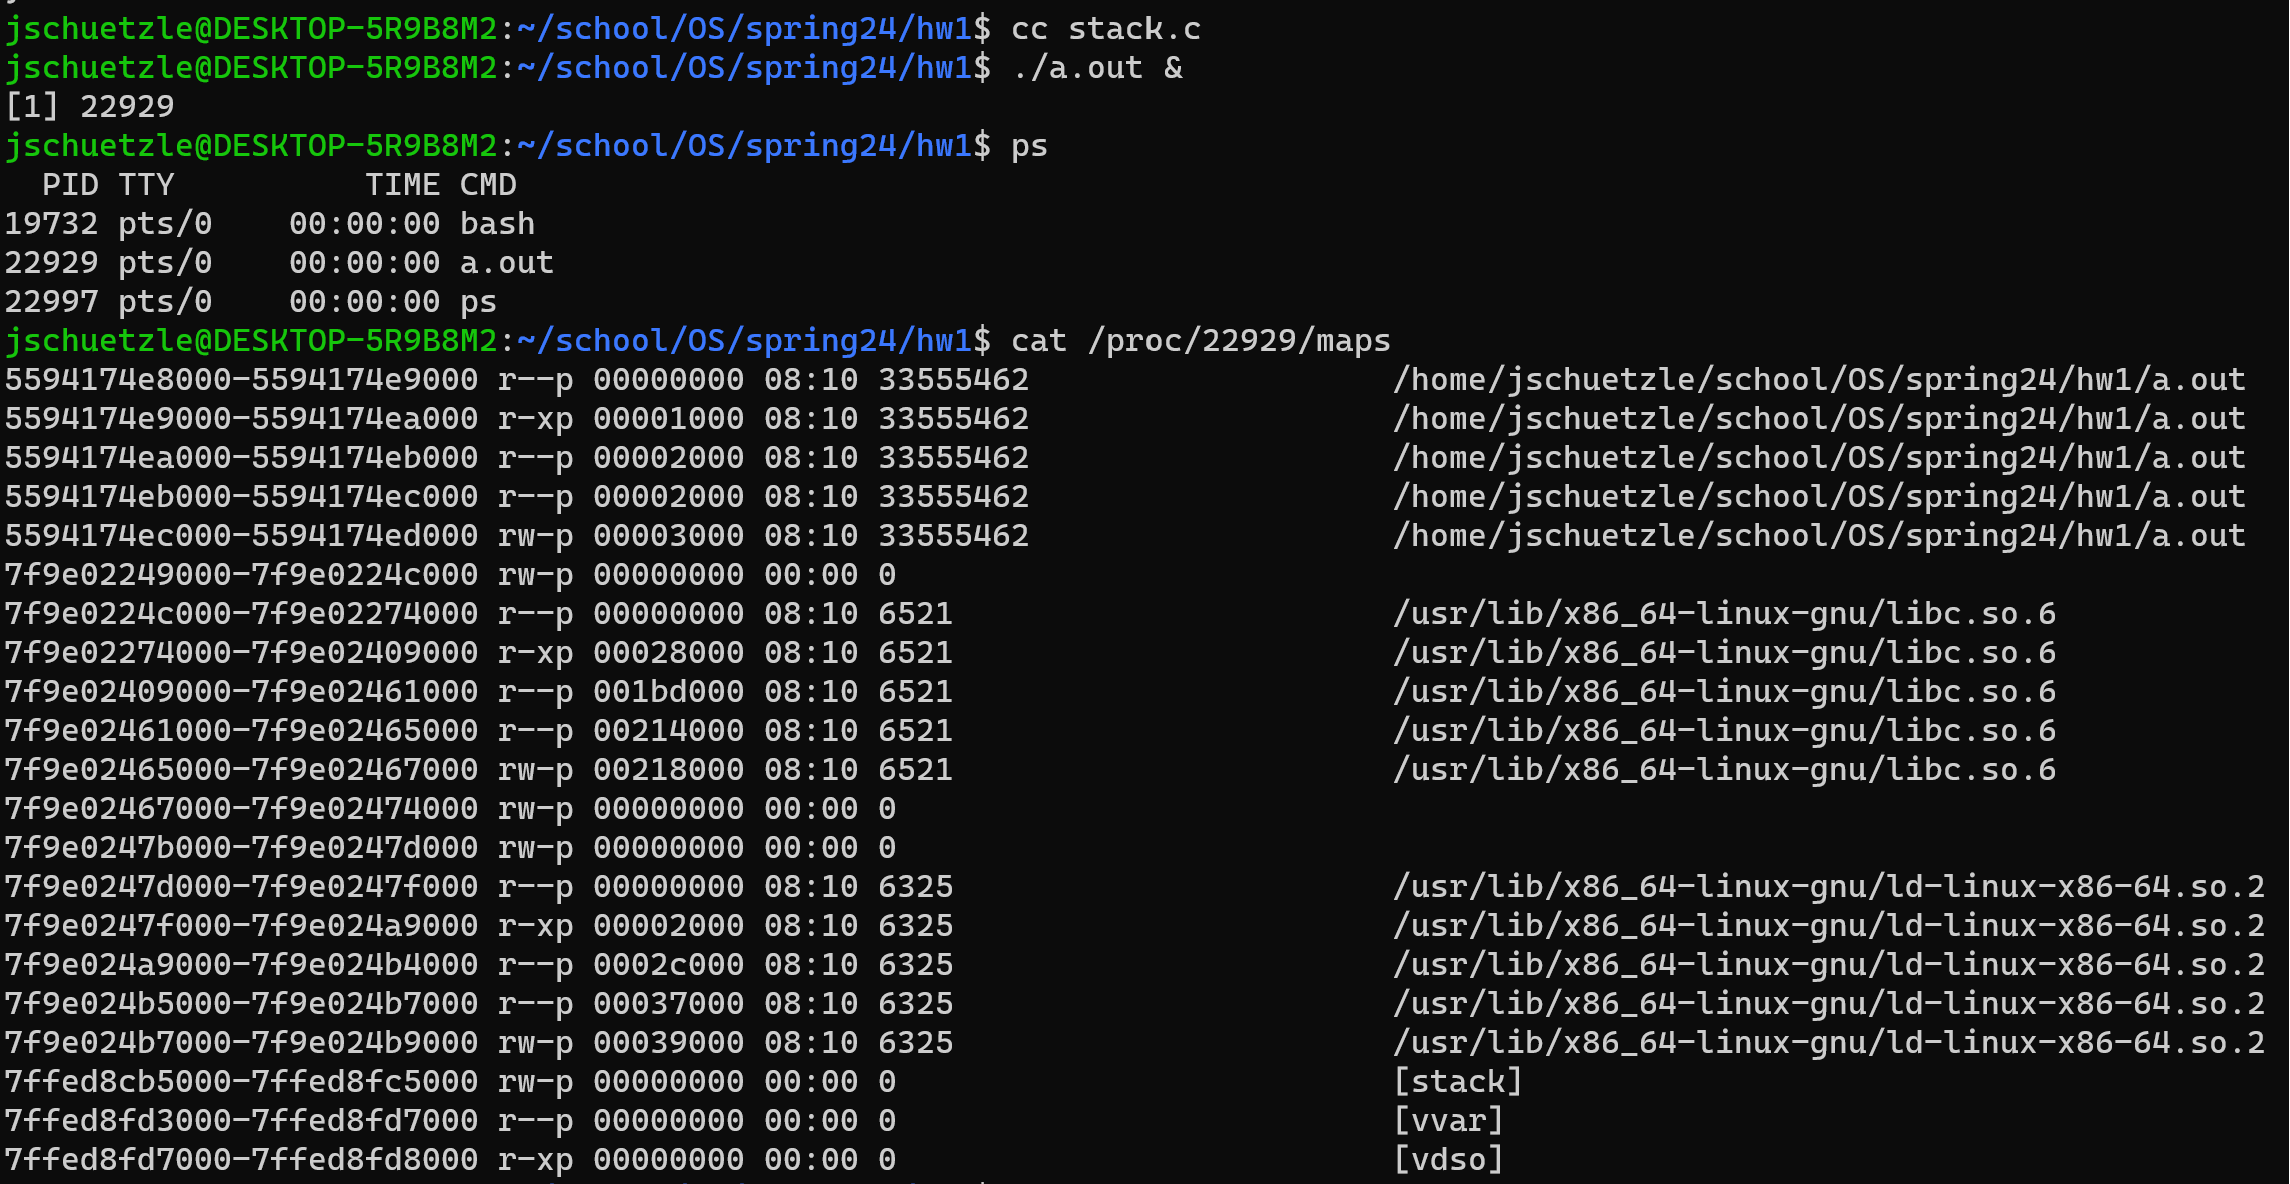 jschuetzle@DESKTOP-5R9B8M2:~/school/OS/spring24/hw1$ cc stack.c
jschuetzle@DESKTOP-5R9B8M2:~/school/OS/spring24/hw1$ ./a.out &
[1] 22929
jschuetzle@DESKTOP-5R9B8M2:~/school/OS/spring24/hw1$ ps
  PID TTY          TIME CMD
19732 pts/0    00:00:00 bash
22929 pts/0    00:00:00 a.out
22997 pts/0    00:00:00 ps
jschuetzle@DESKTOP-5R9B8M2:~/school/OS/spring24/hw1$ cat /proc/22929/maps
5594174e8000-5594174e9000 r--p 00000000 08:10 33555462                   /home/jschuetzle/school/OS/spring24/hw1/a.out
5594174e9000-5594174ea000 r-xp 00001000 08:10 33555462                   /home/jschuetzle/school/OS/spring24/hw1/a.out
5594174ea000-5594174eb000 r--p 00002000 08:10 33555462                   /home/jschuetzle/school/OS/spring24/hw1/a.out
5594174eb000-5594174ec000 r--p 00002000 08:10 33555462                   /home/jschuetzle/school/OS/spring24/hw1/a.out
5594174ec000-5594174ed000 rw-p 00003000 08:10 33555462                   /home/jschuetzle/school/OS/spring24/hw1/a.out
7f9e02249000-7f9e0224c000 rw-p 00000000 00:00 0
7f9e0224c000-7f9e02274000 r--p 00000000 08:10 6521                       /usr/lib/x86_64-linux-gnu/libc.so.6
7f9e02274000-7f9e02409000 r-xp 00028000 08:10 6521                       /usr/lib/x86_64-linux-gnu/libc.so.6
7f9e02409000-7f9e02461000 r--p 001bd000 08:10 6521                       /usr/lib/x86_64-linux-gnu/libc.so.6
7f9e02461000-7f9e02465000 r--p 00214000 08:10 6521                       /usr/lib/x86_64-linux-gnu/libc.so.6
7f9e02465000-7f9e02467000 rw-p 00218000 08:10 6521                       /usr/lib/x86_64-linux-gnu/libc.so.6
7f9e02467000-7f9e02474000 rw-p 00000000 00:00 0
7f9e0247b000-7f9e0247d000 rw-p 00000000 00:00 0
7f9e0247d000-7f9e0247f000 r--p 00000000 08:10 6325                       /usr/lib/x86_64-linux-gnu/ld-linux-x86-64.so.2
7f9e0247f000-7f9e024a9000 r-xp 00002000 08:10 6325                       /usr/lib/x86_64-linux-gnu/ld-linux-x86-64.so.2
7f9e024a9000-7f9e024b4000 r--p 0002c000 08:10 6325                       /usr/lib/x86_64-linux-gnu/ld-linux-x86-64.so.2
7f9e024b5000-7f9e024b7000 r--p 00037000 08:10 6325                       /usr/lib/x86_64-linux-gnu/ld-linux-x86-64.so.2
7f9e024b7000-7f9e024b9000 rw-p 00039000 08:10 6325                       /usr/lib/x86_64-linux-gnu/ld-linux-x86-64.so.2
7ffed8cb5000-7ffed8fc5000 rw-p 00000000 00:00 0                          [stack]
7ffed8fd3000-7ffed8fd7000 r--p 00000000 00:00 0                          [vvar]
7ffed8fd7000-7ffed8fd8000 r-xp 00000000 00:00 0                          [vdso]